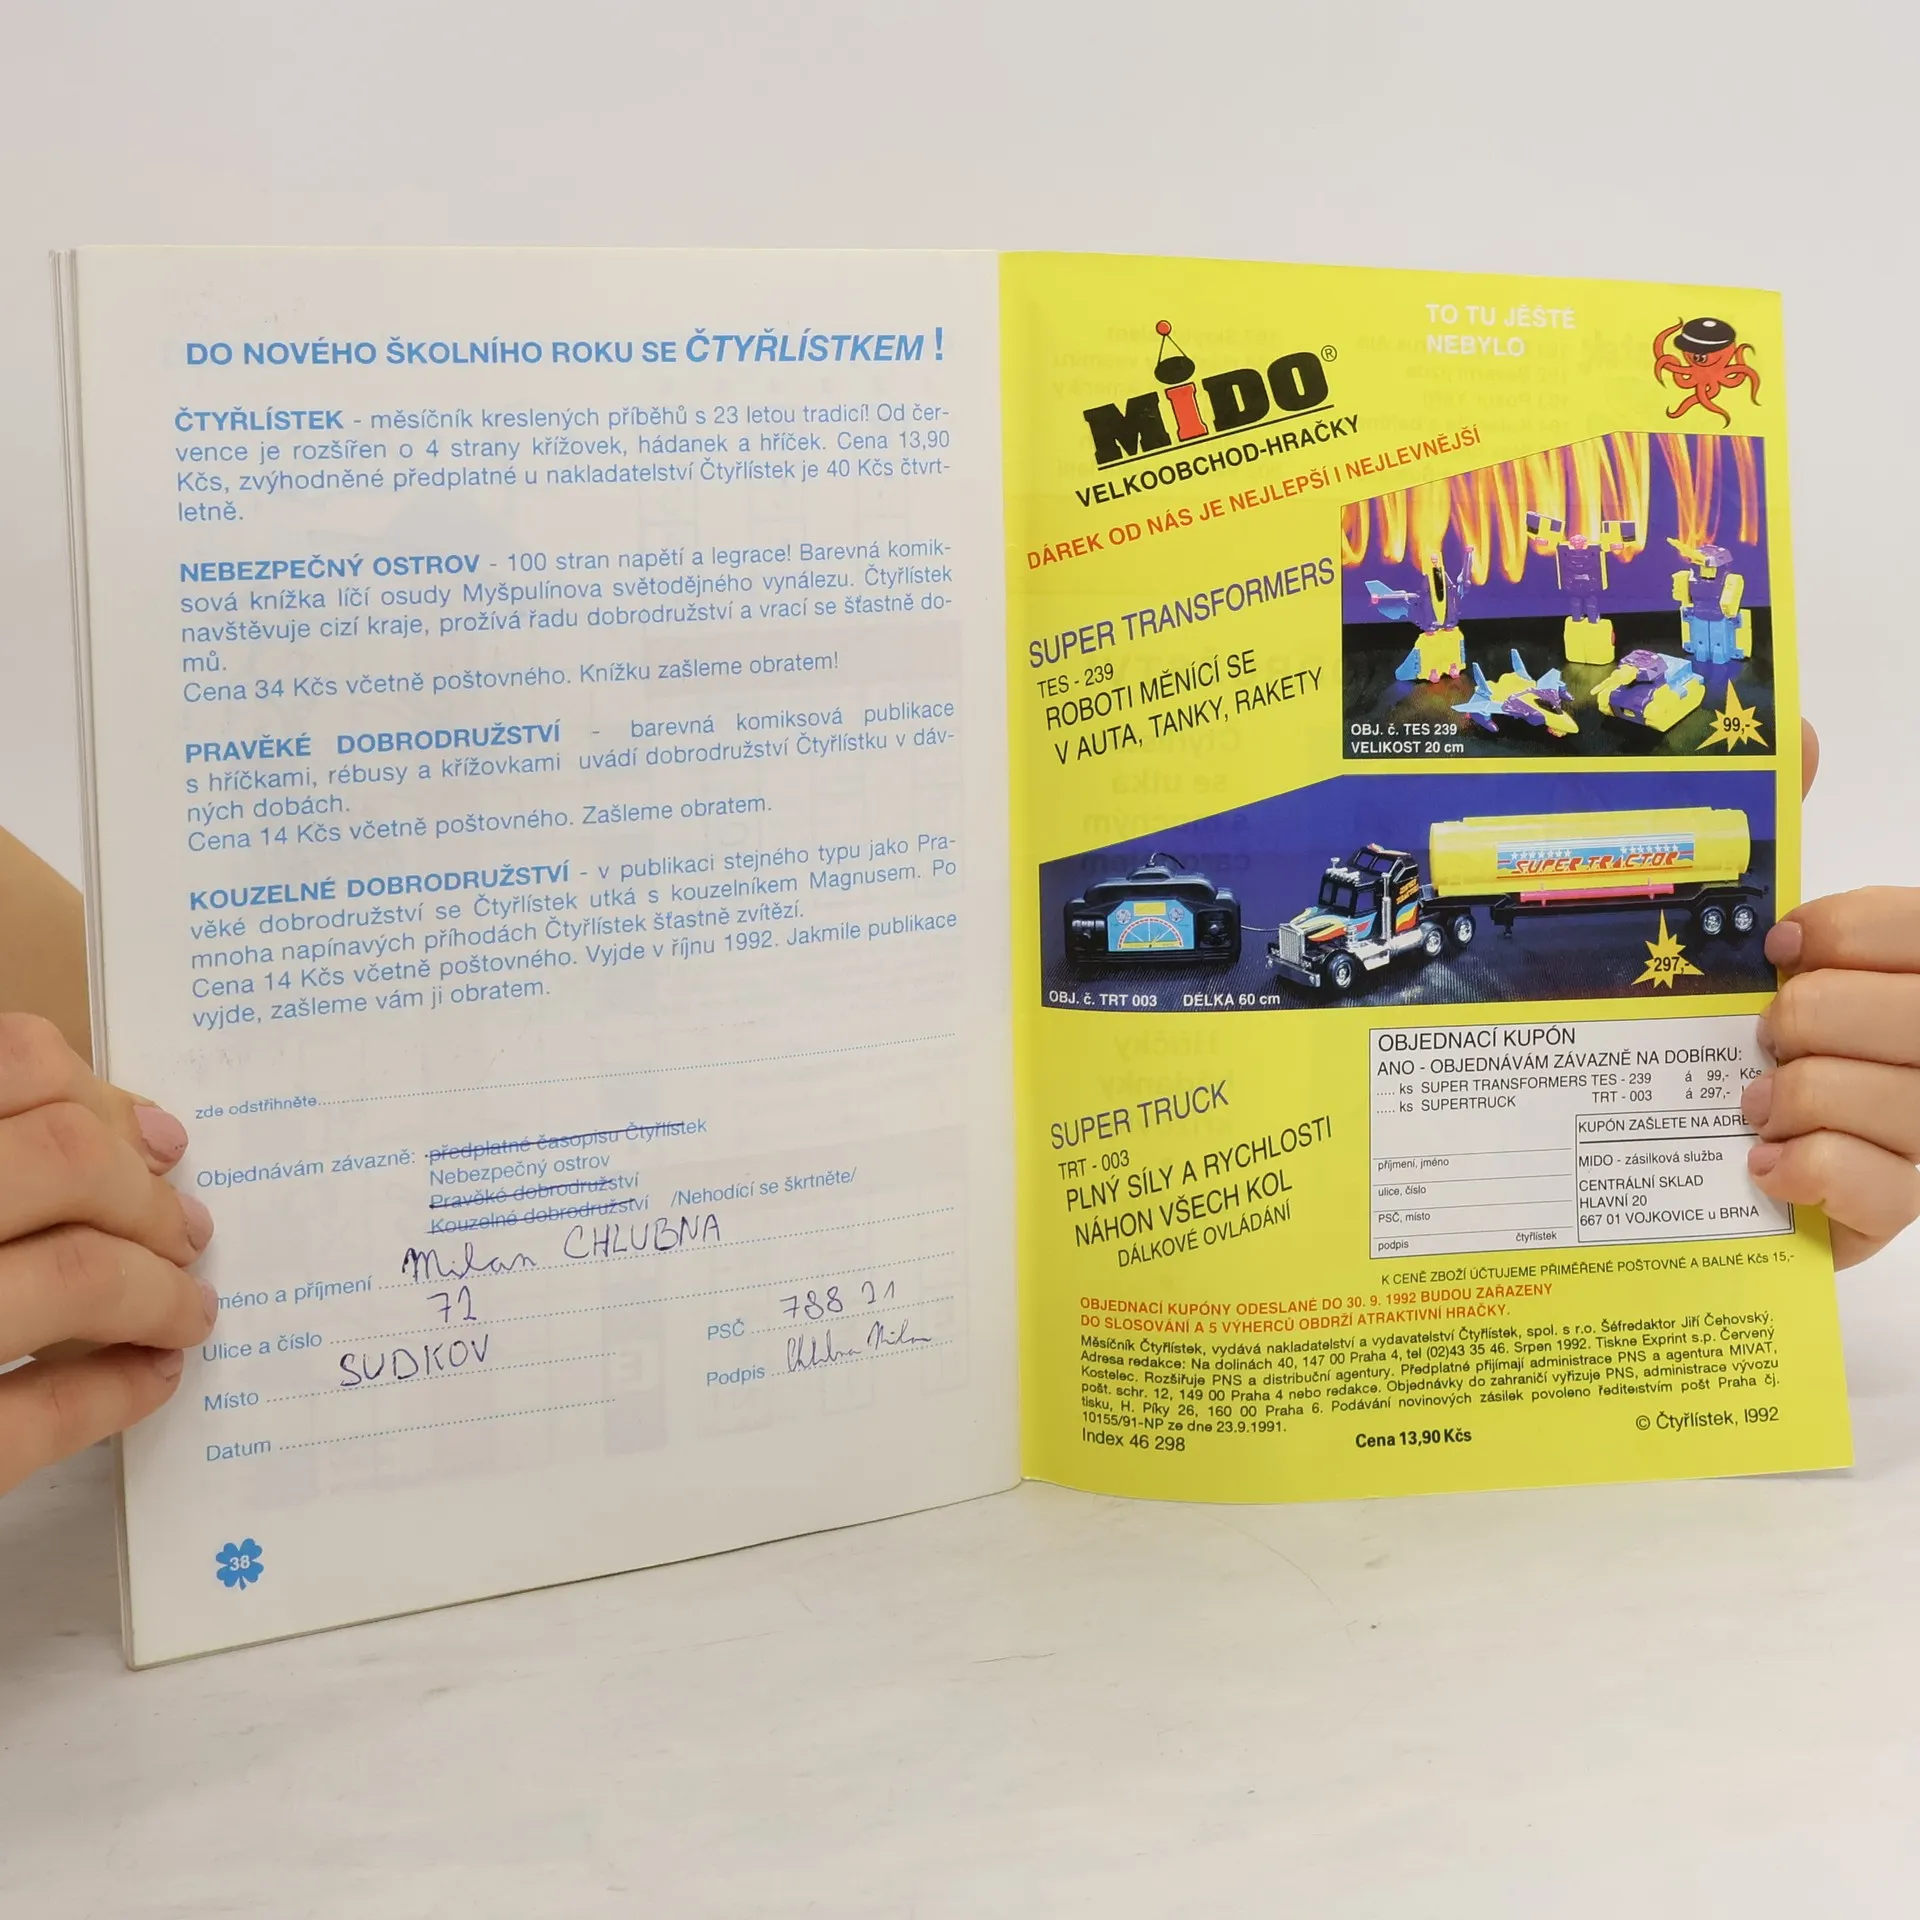 DO NOVÉHO ŠKOLNÍHO ROKU SE ČTYŘLÍSTKEM !
ČTYŘLÍSTEK - měsíčník kreslených příběhů s 23 letou tradicí! Od čer-
vence je rozšířen o 4 strany křížovek, hádanek a hříček. Cena 13,90
Kčs, zvýhodněné předplatné u nakladatelství Čtyřlístek je 40 Kčs čtvrt-
letně.
NEBEZPEČNÝ OSTROV - 100 stran napětí a legrace! Barevná komik-
sová knížka líčí osudy Myšpulínova světodějného vynálezu. Čtyřlístek
navštěvuje cizí kraje, prožívá řadu dobrodružství a vrací se šťastně do-
mů.
Cena 34 Kčs včetně poštovného. Knížku zašleme obratem!
PRAVĚKÉ DOBRODRUŽSTVÍ - barevná komiksová publikace
s hříčkami, rébusy a křížovkami uvádí dobrodružství Čtyřlístku v dáv-
ných dobách.
Cena 14 Kčs včetně poštovného. Zašleme obratem.
KOUZELNÉ DOBRODRUŽSTVÍ - v publikaci stejného typu jako Pra-
věké dobrodružství se Čtyřlístek utká s kouzelníkem Magnusem. Po
mnoha napínavých příhodách Čtyřlístek šťastně zvítězí.
Cena 14 Kčs včetně poštovného. Vyjde v říjnu 1992. Jakmile publikace
vyjde, zašleme vám ji obratem.
zde odstřihněte
Objednávám závazně: předplatné časopisu Čtyřlístek
Nebezpečný ostrov
Pravěké dobrodružství
Kouzelné dobrodružství /Nehodící se škrtněte/
méno a příjmení Milan CHLUBNA
Ulice a číslo 72
PSČ 788 21
Místo SUDKOV
Podpis Chlubna Milan
Datum
38
TO TU JEŠTĚ
NEBYLO
MiDO ®
VELKOOBCHOD-HRAČKY
DÁREK OD NÁS JE NEJLEPŠÍ I NEJLEVNĚJŠÍ
SUPER TRANSFORMERS
TES - 239
ROBOTI MĚNÍCÍ SE
V AUTA, TANKY, RAKETY
OBJ. č. TES 239
VELIKOST 20 cm
99,-
SUPER TRACTOR
297,-
OBJ. č. TRT 003 DÉLKA 60 cm
SUPER TRUCK
TRT - 003
PLNÝ SÍLY A RYCHLOSTI
NÁHON VŠECH KOL
DÁLKOVÉ OVLÁDÁNÍ
OBJEDNACÍ KUPÓN
ANO - OBJEDNÁVÁM ZÁVAZNĚ NA DOBÍRKU:
..... ks SUPER TRANSFORMERS TES - 239 á 99,- Kčs
..... ks SUPERTRUCK TRT - 003 á 297,-
KUPÓN ZAŠLETE NA ADRE
příjmení, jméno
ulice, číslo
PSČ, místo
podpis čtyřlístek
MIDO - zásilková služba
CENTRÁLNÍ SKLAD
HLAVNÍ 20
667 01 VOJKOVICE u BRNA
K CENĚ ZBOŽÍ ÚČTUJEME PŘIMĚŘENÉ POŠTOVNÉ A BALNÉ Kčs 15,-
OBJEDNACÍ KUPÓNY ODESLANÉ DO 30. 9. 1992 BUDOU ZAŘAZENY
DO SLOSOVÁNÍ A 5 VÝHERCŮ OBDRŽÍ ATRAKTIVNÍ HRAČKY.
Měsíčník Čtyřlístek, vydává nakladatelství a vydavatelství Čtyřlístek, spol. s r.o. Šéfredaktor Jiří Čehovský.
Adresa redakce: Na dolinách 40, 147 00 Praha 4, tel (02)43 35 46. Srpen 1992. Tiskne Exprint s.p. Červený
Kostelec. Rozšiřuje PNS a distribuční agentury. Předplatné přijímají administrace PNS a agentura MIVAT,
pošt. schr. 12, 149 00 Praha 4 nebo redakce. Objednávky do zahraničí vyřizuje PNS, administrace vývozu
tisku, H. Píky 26, 160 00 Praha 6. Podávání novinových zásilek povoleno ředitelstvím pošt Praha čj.
10155/91-NP ze dne 23.9.1991.
Index 46 298
Cena 13,90 Kčs
© Čtyřlístek, 1992